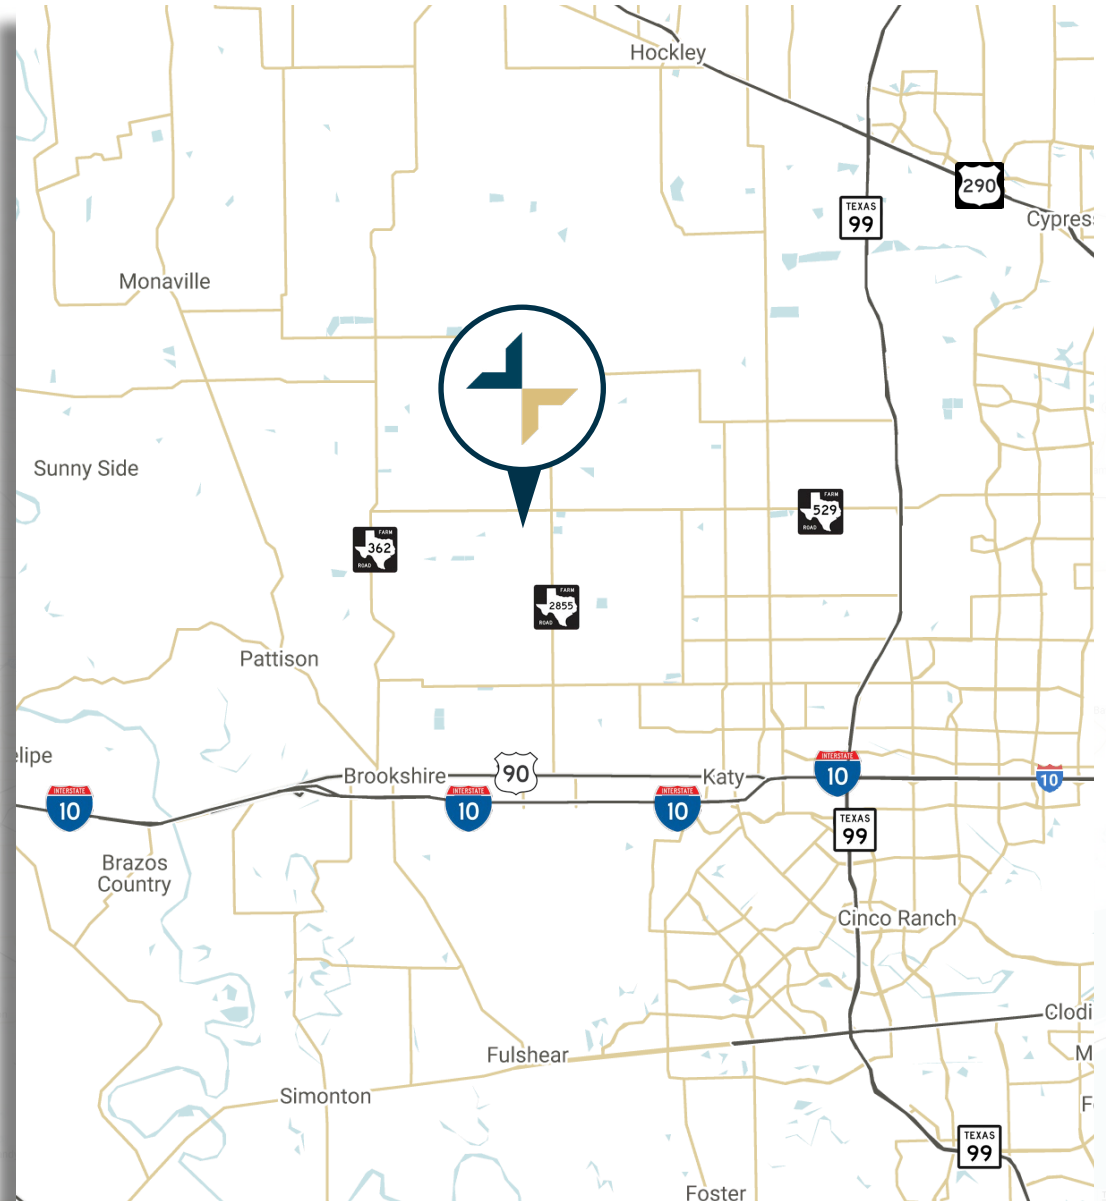 Hockley
290
TEXAS
99
Cypres
Monaville
Sunny Side
FARM
529
ROAD
FARM
362
ROAD
FARM
2855
ROAD
Pattison
elipe
Brookshire
90
Katy
INTERSTATE
10
10
INTERSTATE
10
INTERSTATE
10
INTERSTATE
10
TEXAS
99
Brazos
Country
Cinco Ranch
Clodi
Fulshear
M
Simonton
F
TEXAS
99
Foster